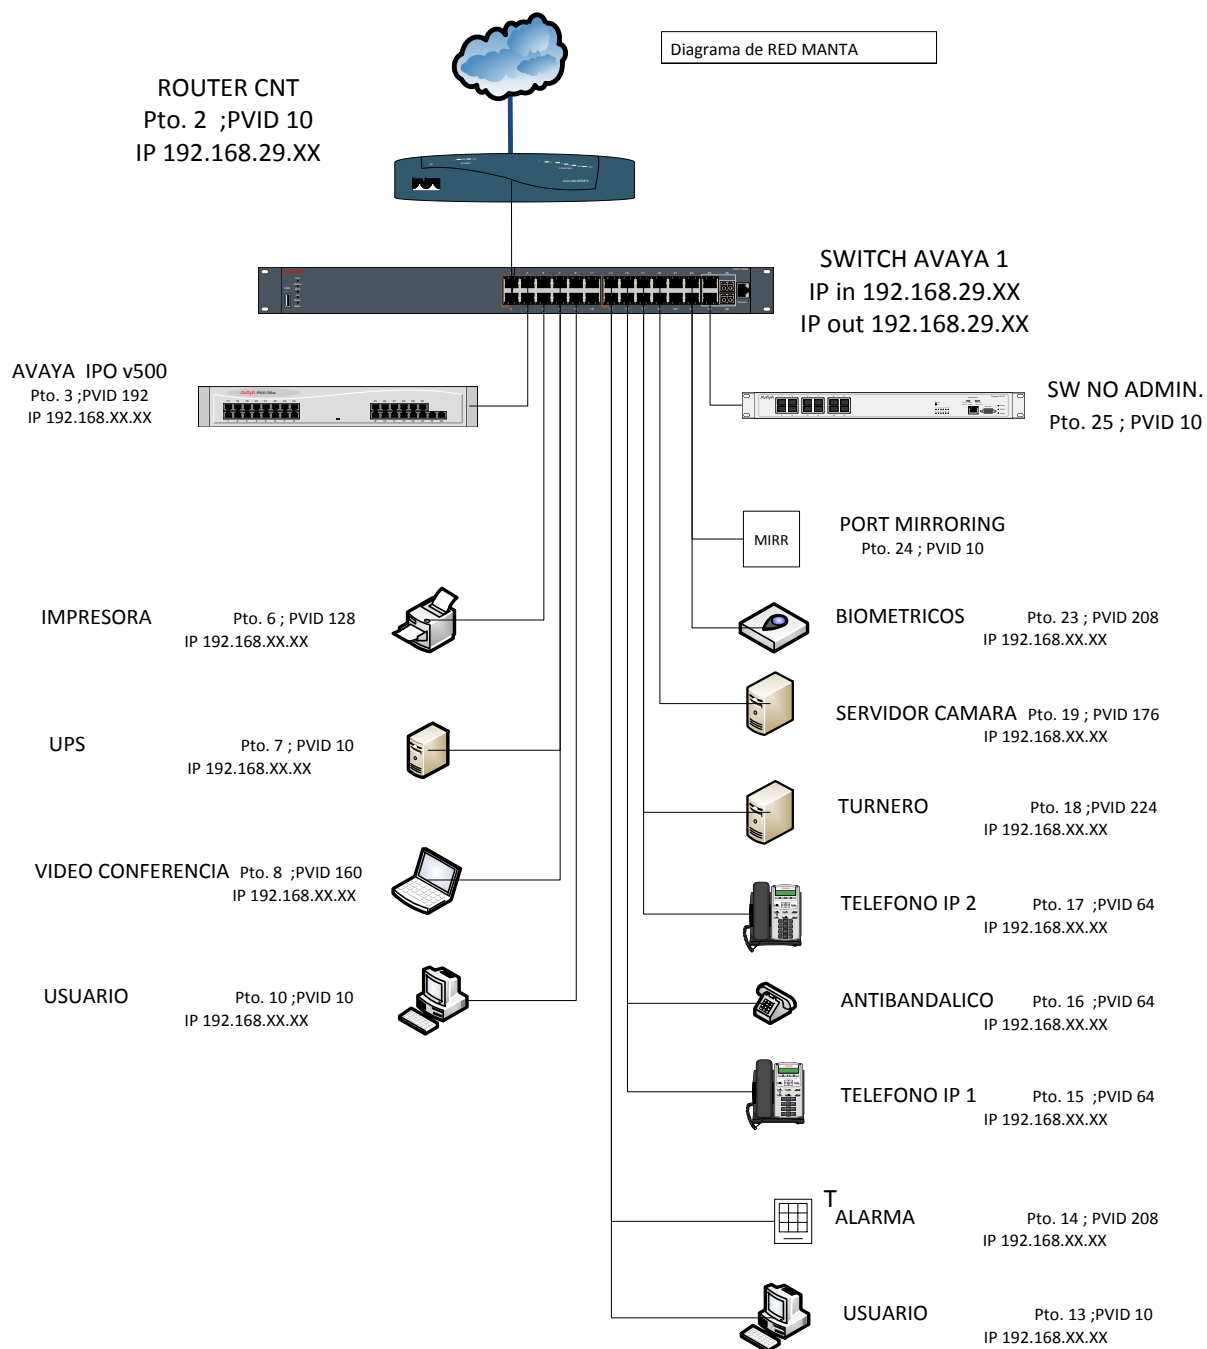 Diagrama de RED MANTA
ROUTER CNT
Pto. 2 ;PVID 10
IP 192.168.29.XX
SWITCH AVAYA 1
IP in 192.168.29.XX
IP out 192.168.29.XX
AVAYA IPO v500
Pto. 3 ;PVID 192
IP 192.168.XX.XX
SW NO ADMIN.
Pto. 25 ; PVID 10
MIRR
PORT MIRRORING
Pto. 24 ; PVID 10
IMPRESORA Pto. 6 ; PVID 128
IP 192.168.XX.XX
BIOMETRICOS Pto. 23 ; PVID 208
IP 192.168.XX.XX
SERVIDOR CAMARA Pto. 19 ; PVID 176
IP 192.168.XX.XX
UPS Pto. 7 ; PVID 10
IP 192.168.XX.XX
TURNERO Pto. 18 ;PVID 224
IP 192.168.XX.XX
VIDEO CONFERENCIA Pto. 8 ;PVID 160
IP 192.168.XX.XX
TELEFONO IP 2 Pto. 17 ;PVID 64
IP 192.168.XX.XX
USUARIO Pto. 10 ;PVID 10
IP 192.168.XX.XX
ANTIBANDALICO Pto. 16 ;PVID 64
IP 192.168.XX.XX
TELEFONO IP 1 Pto. 15 ;PVID 64
IP 192.168.XX.XX
T
ALARMA Pto. 14 ; PVID 208
IP 192.168.XX.XX
USUARIO Pto. 13 ;PVID 10
IP 192.168.XX.XX